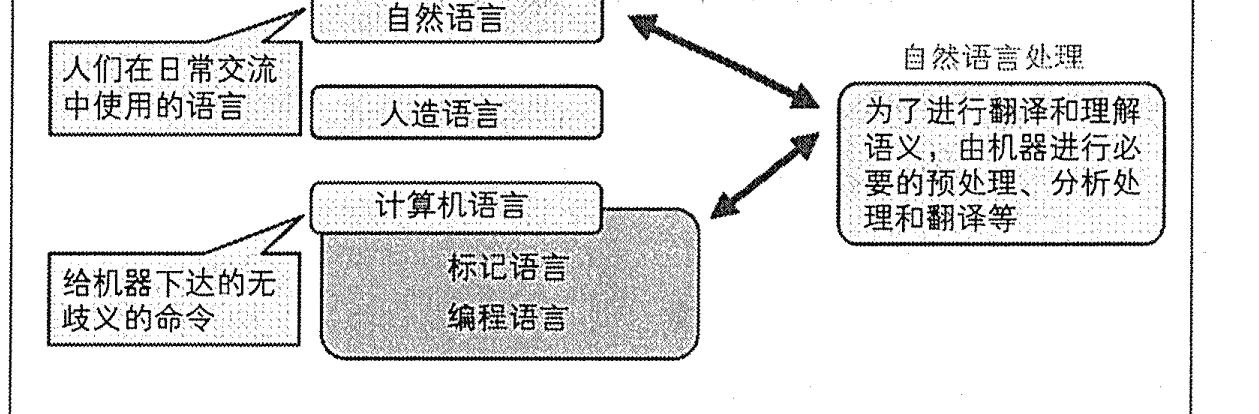 自然语言
人们在日常交流
中使用的语言
人造语言
计算机语言
给机器下达的无
歧义的命令
标记语言
编程语言
自然语言处理
为了进行翻译和理解
语义，由机器进行必
要的预处理、分析处
理和翻译等